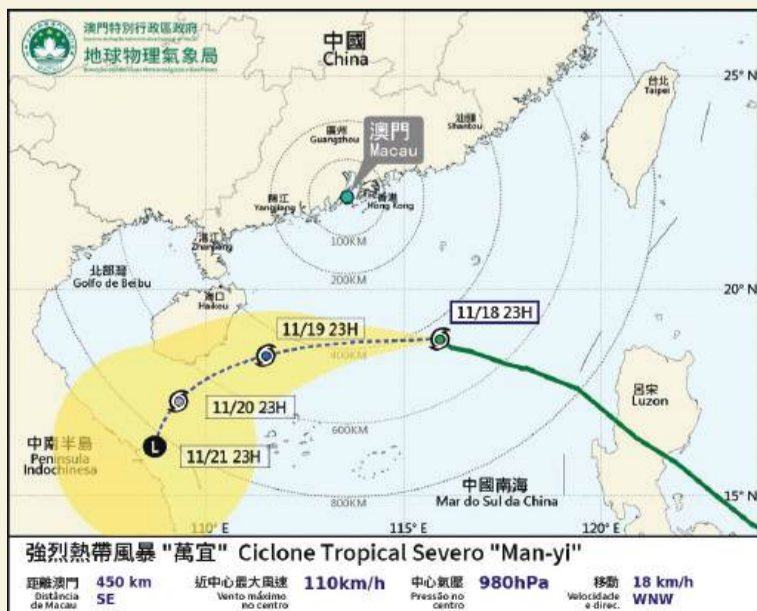 澳門特別行政區政府
地球物理氣象局
中國
China
25° N
台北
Taipei
汕頭
Shantou
廣州
Guangzhou
澳門
Macau
陽江
Yangjiang
香港
Hong Kong
湛江
Zhanjiang
100KM
北部灣
Golfo de Beibu
200KM
20° N
海口
Haikou
11/18 23H
11/19 23H
400KM
呂宋
Luzon
11/20 23H
600KM
L
11/21 23H
中南半島
Península
Indochinesa
中國南海
Mar do Sul da China
800KM
15° N
110° E
115° E
120° E
強烈熱帶風暴 "萬宜" Ciclone Tropical Severo "Man-yi"
距離澳門 450 km
Distância
de Macau SE
近中心最大風速 110km/h
Vento máximo
no centro
中心氣壓 980hPa
Pressão no
centro
移動 18 km/h
Velocidade
e direc. WNW